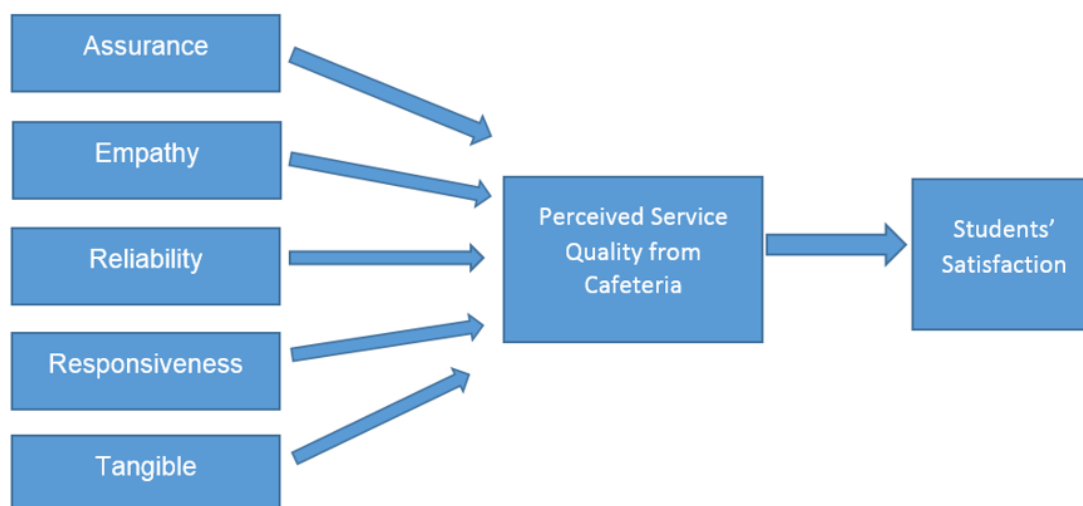 Assurance
Empathy
Reliability
Responsiveness
Tangible
Perceived Service
Quality from
Cafeteria
Students’
Satisfaction